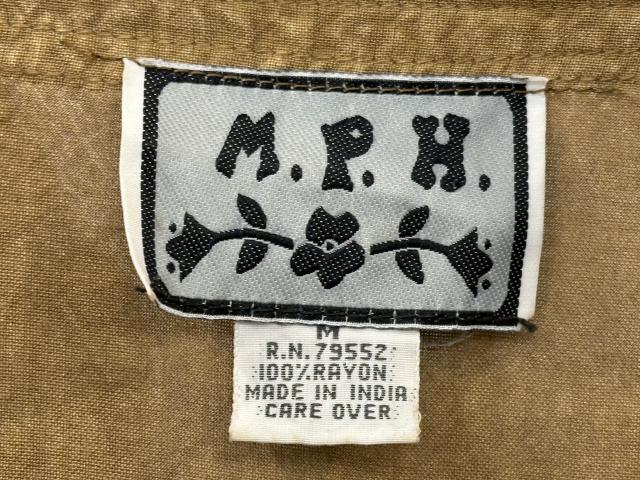 M.P.H.
M
R.N.79552
100%RAYON
MADE IN INDIA
CARE OVER